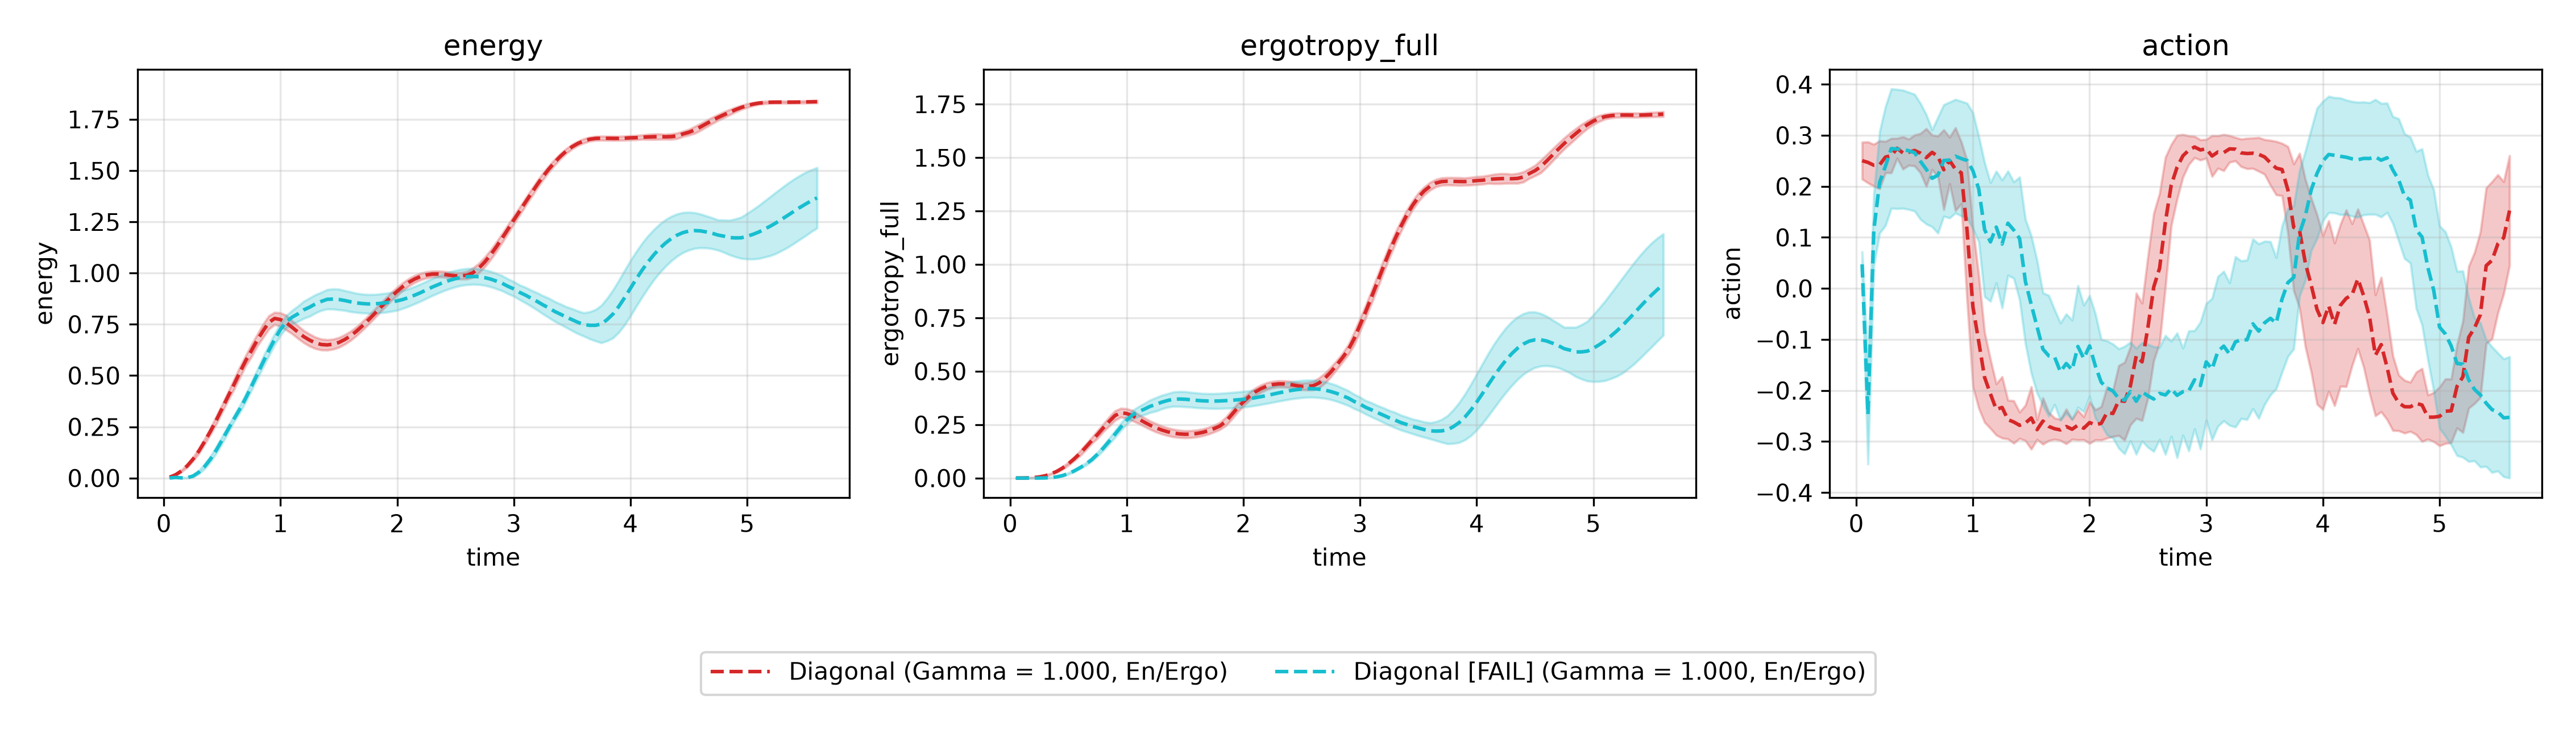 energy
energy
1.75
1.50
1.25
1.00
0.75
0.50
0.25
0.00
0 1 2 3 4 5
time
ergotropy_full
ergotropy_full
1.75
1.50
1.25
1.00
0.75
0.50
0.25
0.00
0 1 2 3 4 5
time
action
action
0.4
0.3
0.2
0.1
0.0
−0.1
−0.2
−0.3
−0.4
0 1 2 3 4 5
time
Diagonal (Gamma = 1.000, En/Ergo)
Diagonal [FAIL] (Gamma = 1.000, En/Ergo)